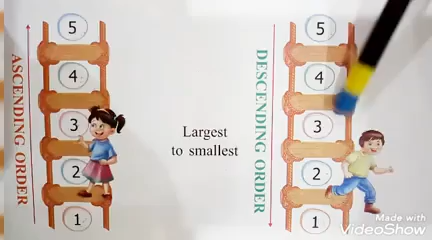 ASCENDING ORDER
5
4
3
2
1
Largest
to smallest
DESCENDING ORDER
5
4
3
2
1
Made with
VideoShow